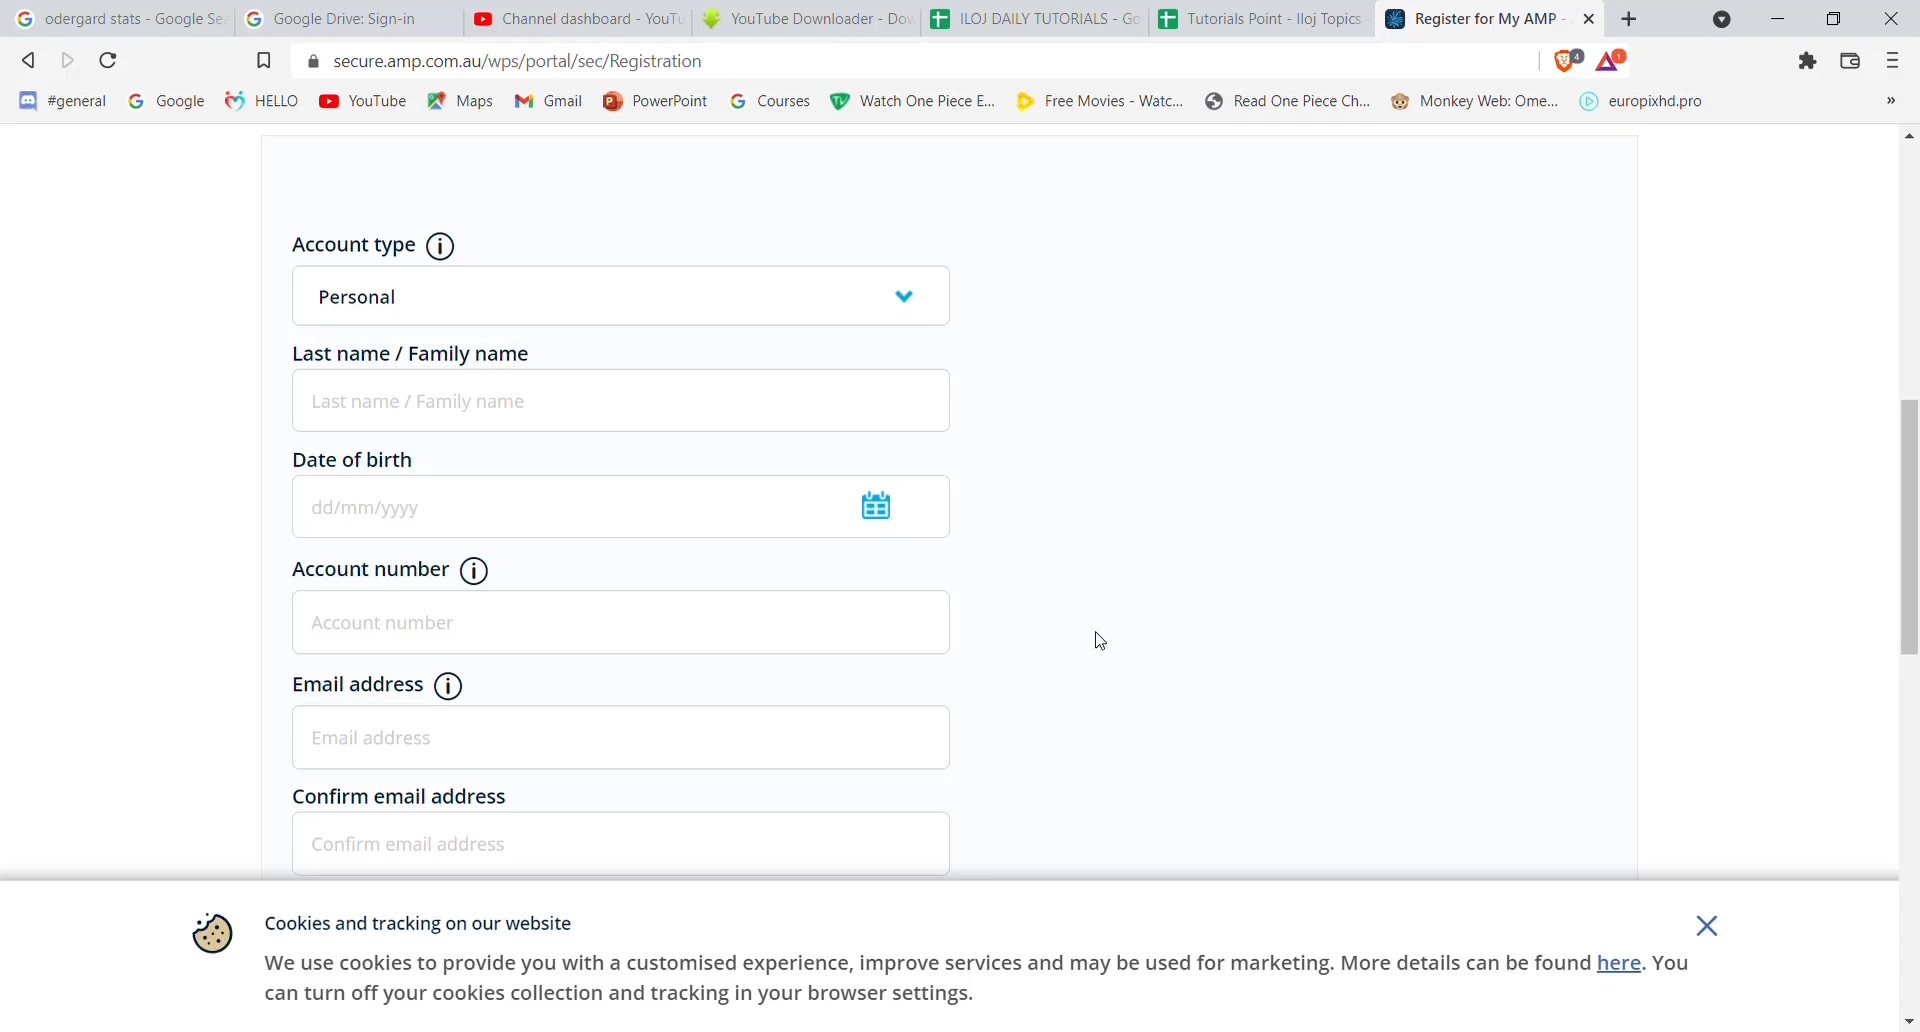 odergard stats - Google Se
Google Drive: Sign-in
Channel dashboard - YouTu
YouTube Downloader - Dow
ILOJ DAILY TUTORIALS - Go
Tutorials Point - Iloj Topics
Register for My AMP -
secure.amp.com.au/wps/portal/sec/Registration
4
1
#general
Google
HELLO
YouTube
Maps
Gmail
PowerPoint
Courses
Watch One Piece E...
Free Movies - Watc...
Read One Piece Ch...
Monkey Web: Ome...
europixhd.pro
»
Account type
Personal
Last name / Family name
Last name / Family name
Date of birth
dd/mm/yyyy
Account number
Account number
Email address
Email address
Confirm email address
Confirm email address
Cookies and tracking on our website
We use cookies to provide you with a customised experience, improve services and may be used for marketing. More details can be found here. You
can turn off your cookies collection and tracking in your browser settings.